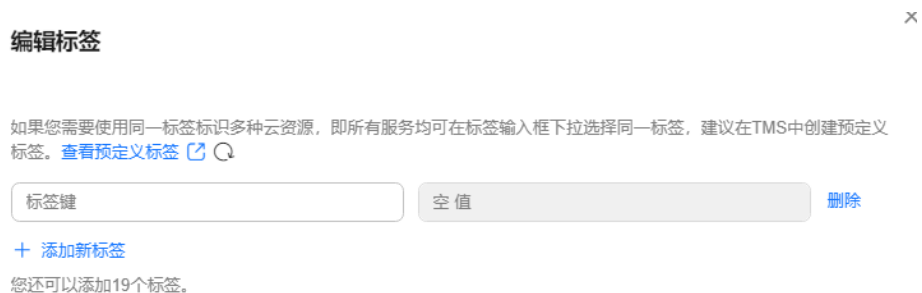 编辑标签
如果您需要使用同一标签标识多种云资源，即所有服务均可在标签输入框下拉选择同一标签，建议在TMS中创建预定义
标签。查看预定义标签
标签键 空值 删除
添加新标签
您还可以添加19个标签。